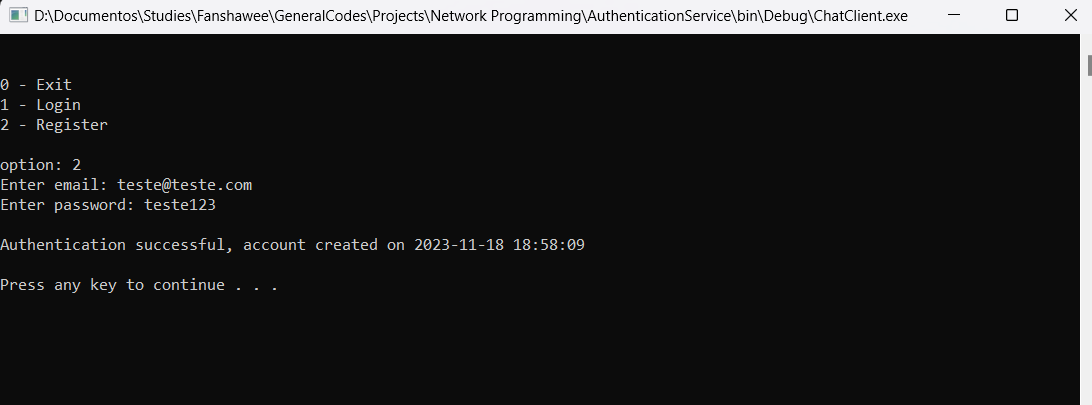 D:\Documentos\Studies\Fanshawee\GeneralCodes\Projects\Network Programming\AuthenticationService\bin\Debug\ChatClient.exe
0 - Exit
1 - Login
2 - Register
option: 2
Enter email: teste@teste.com
Enter password: teste123
Authentication successful, account created on 2023-11-18 18:58:09
Press any key to continue . . .